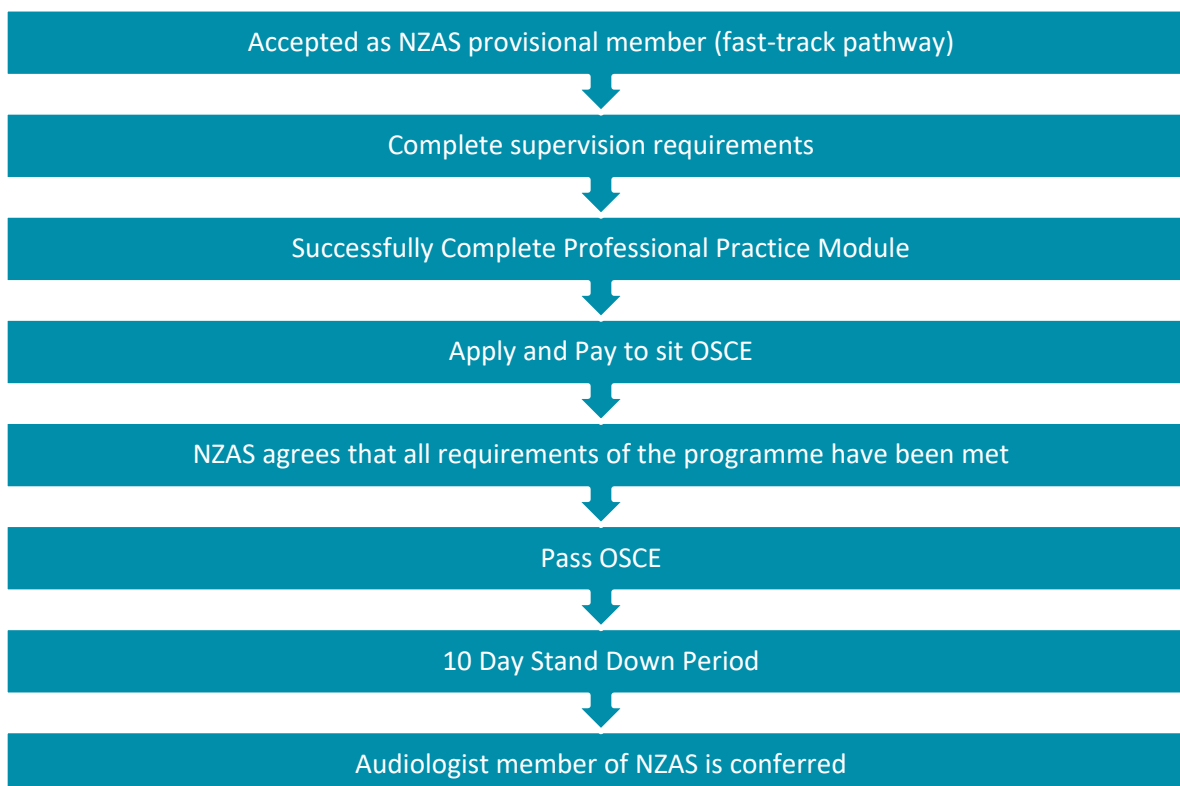 Accepted as NZAS provisional member (fast-track pathway)
Complete supervision requirements
Successfully Complete Professional Practice Module
Apply and Pay to sit OSCE
NZAS agrees that all requirements of the programme have been met
Pass OSCE
10 Day Stand Down Period
Audiologist member of NZAS is conferred